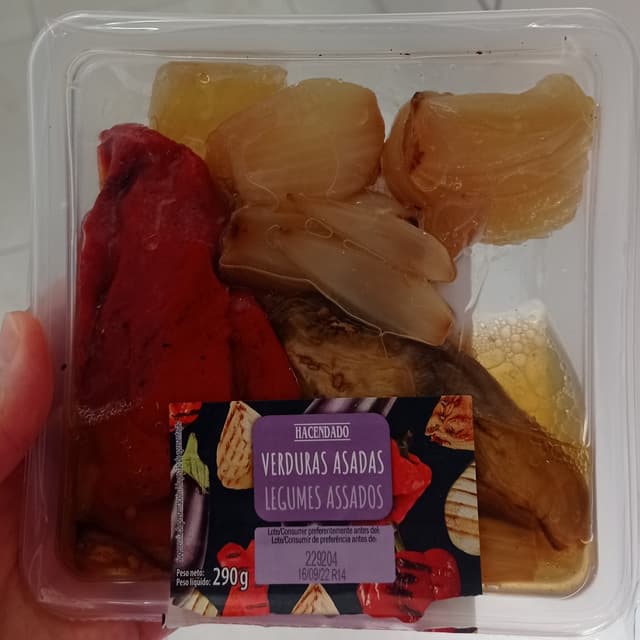 HACENDADO
VERDURAS ASADAS
LEGUMES ASSADOS
Lote/Consumir preferentemente antes del:
Lote/Consumir de preferência antes de:
229204
16/09/22 R14
Peso neto:
Peso líquido: 290 g